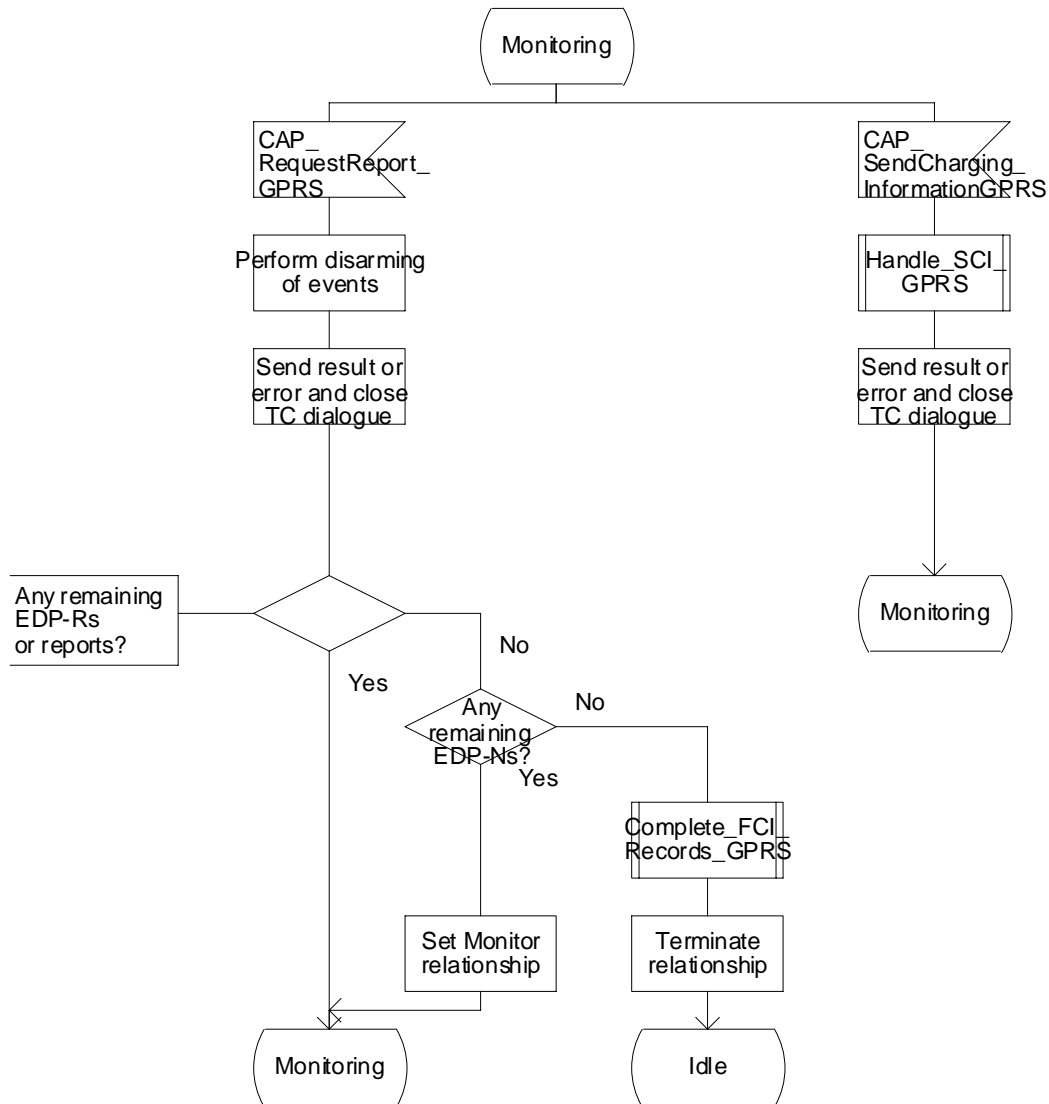 Monitoring
CAP_
RequestReport_
GPRS
CAP_
SendCharging_
InformationGPRS
Perform disarming
of events
Handle_SCI_
GPRS
Send result or
error and close
TC dialogue
Send result or
error and close
TC dialogue
Any remaining
EDP-Rs
or reports?
Monitoring
No
Yes
Any
remaining
EDP-Ns?
No
Yes
Complete_FCI_
Records_GPRS
Set Monitor
relationship
Terminate
relationship
Monitoring
Idle